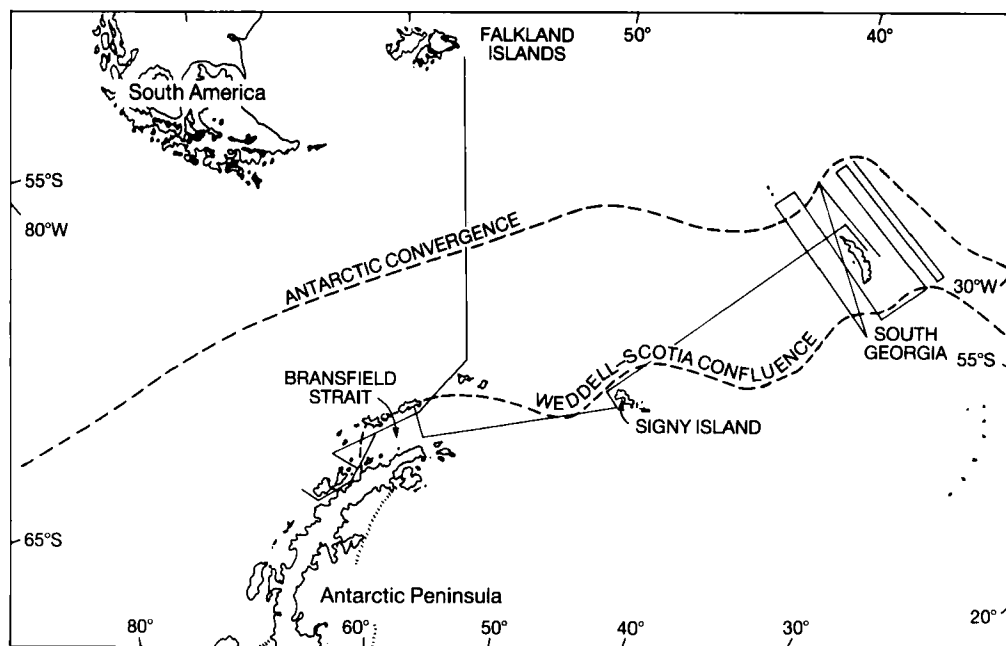 50°
40°
FALKLAND
ISLANDS
South America
55°S
80°W
ANTARCTIC CONVERGENCE
30°W
SOUTH
GEORGIA
55°S
WEDDELL–SCOTIA CONFLUENCE
BRANSFIELD
STRAIT
SIGNY ISLAND
65°S
Antarctic Peninsula
80°
60°
50°
40°
30°
20°